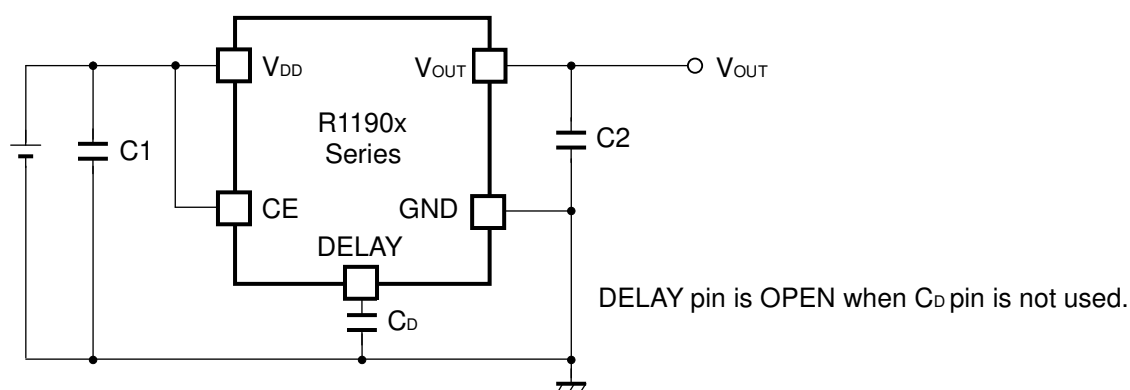 VDD
VOUT
VOUT
R1190x
Series
C1
C2
CE
GND
DELAY
CD
DELAY pin is OPEN when CD pin is not used.